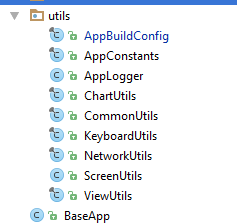 utils
AppBuildConfig
AppConstants
AppLogger
ChartUtils
CommonUtils
KeyboardUtils
NetworkUtils
ScreenUtils
ViewUtils
BaseApp